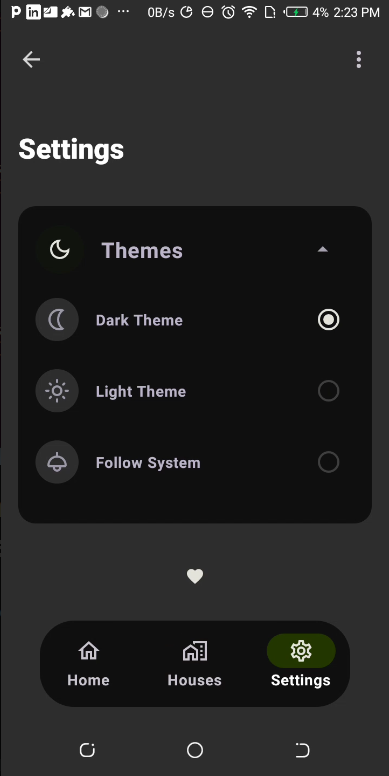 0B/s 4% 2:23 PM
Settings
Themes
Dark Theme
Light Theme
Follow System
Home Houses Settings